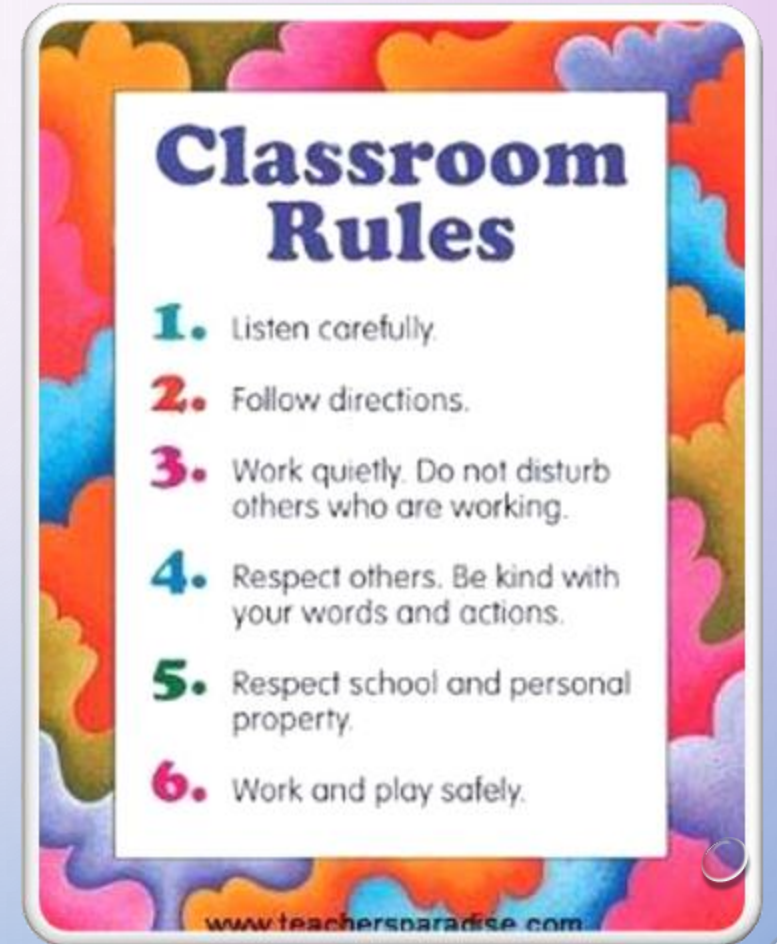 Classroom
Rules
1. Listen carefully.
2. Follow directions.
3. Work quietly. Do not disturb
others who are working.
4. Respect others. Be kind with
your words and actions.
5. Respect school and personal
property.
6. Work and play safely.
www.teachersparadise.com